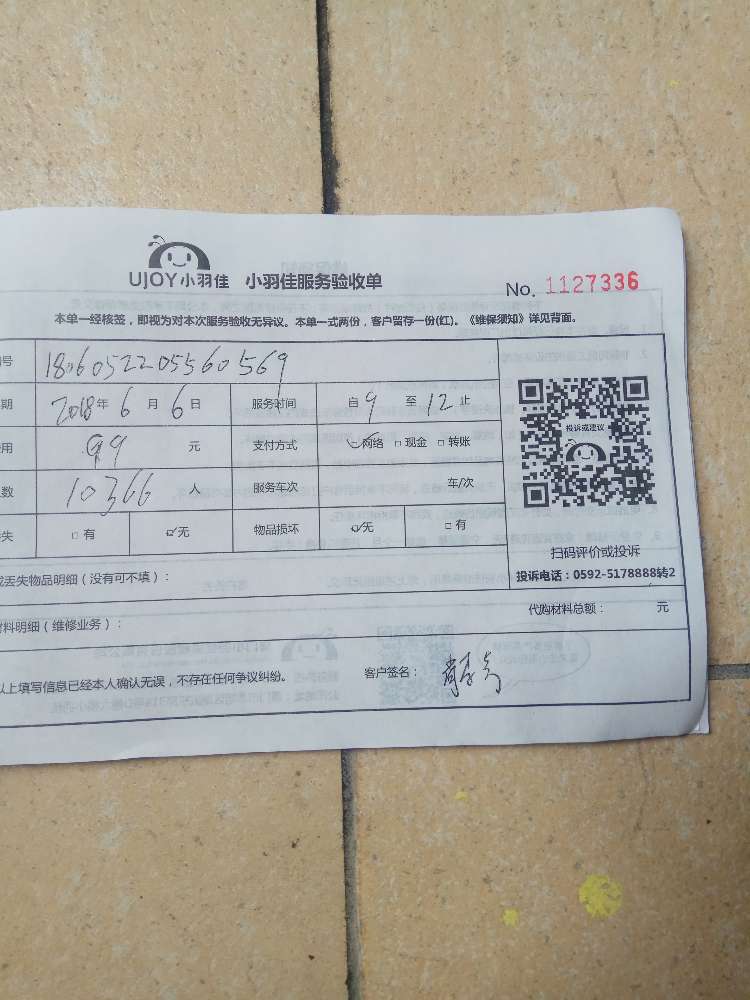 UJOY小羽佳 小羽佳服务验收单
No. 1127336
本单一经核签，即视为对本次服务验收无异议。本单一式两份，客户留存一份(红)。《维保须知》详见背面。
号 1806052205560569
期 2018年 6月 6日 服务时间 自 9 至 12 止
用 99 元 支付方式 ☑网络 □现金 □转账
数 10366 人 服务车次 车/次
失 □有 ☑无 物品损坏 ☑无 □有
投诉或建议
扫码评价或投诉
投诉电话：0592-5178888转2
丢失物品明细（没有可不填）：
代购材料总额： 元
料明细（维修业务）：
以上填写信息已经本人确认无误，不存在任何争议纠纷。 客户签名：